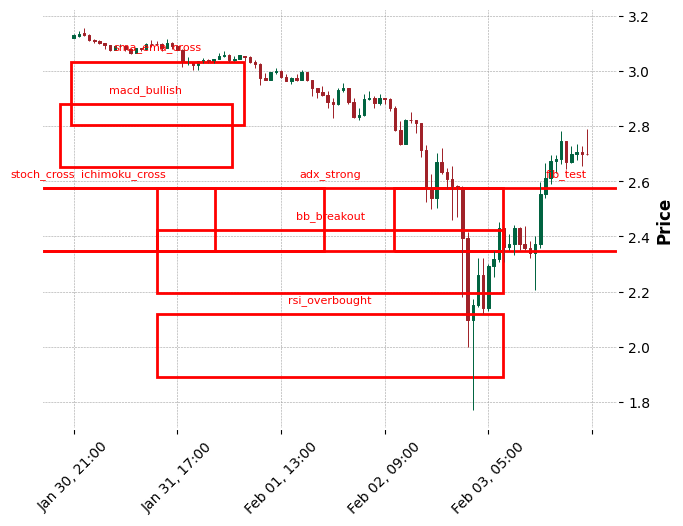 3.2
sma_ema_cross
3.0
macd_bullish
2.8
stoch_cross ichimoku_cross adx_strong
2.6
bb_breakout
2.4
Price
2.2
rsi_overbought
2.0
1.8
Jan 30, 21:00
Jan 31, 17:00
Feb 01, 13:00
Feb 02, 09:00
Feb 03, 05:00